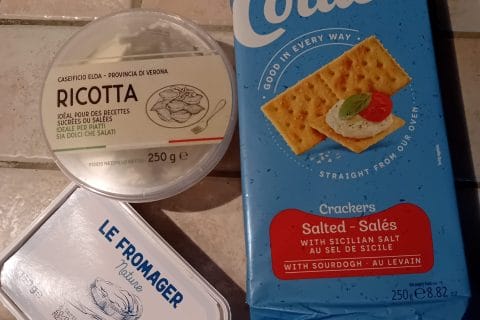 CASEIFICIO ELDA - PROVINCIA DI VERONA
RICOTTA
IDÉAL POUR DES RECETTES
SUCRÉES OU SALÉES
IDEALE PER PIATTI
SIA DOLCI CHE SALATI
250 g e
LE FROMAGER
Nature
GOOD IN EVERY WAY
STRAIGHT FROM OUR OVEN
Crackers
Salted - Salés
WITH SICILIAN SALT
AU SEL DE SICILE
WITH SOURDOGH - AU LEVAIN
250g e 8.82 oz